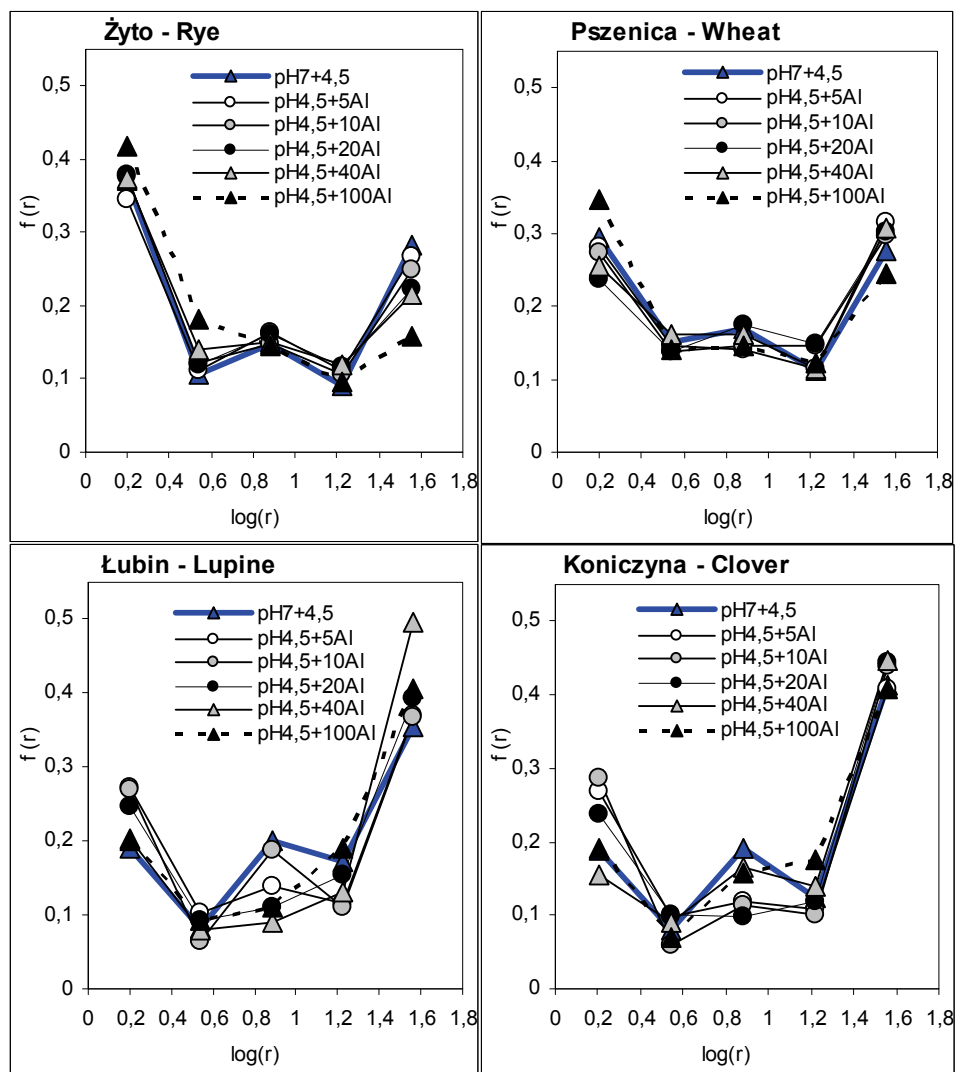 Żyto - Rye
f (r)
0,5
0,4
0,3
0,2
0,1
0
pH7+4,5
pH4,5+5Al
pH4,5+10Al
pH4,5+20Al
pH4,5+40Al
pH4,5+100Al
0 0,2 0,4 0,6 0,8 1 1,2 1,4 1,6 1,8
log(r)
Pszenica - Wheat
f (r)
0,5
0,4
0,3
0,2
0,1
0
pH7+4,5
pH4,5+5Al
pH4,5+10Al
pH4,5+20Al
pH4,5+40Al
pH4,5+100Al
0 0,2 0,4 0,6 0,8 1 1,2 1,4 1,6 1,8
log(r)
Łubin - Lupine
f (r)
0,5
0,4
0,3
0,2
0,1
0
pH7+4,5
pH4,5+5Al
pH4,5+10Al
pH4,5+20Al
pH4,5+40Al
pH4,5+100Al
0 0,2 0,4 0,6 0,8 1 1,2 1,4 1,6 1,8
log(r)
Koniczyna - Clover
f (r)
0,5
0,4
0,3
0,2
0,1
0
pH7+4,5
pH4,5+5Al
pH4,5+10Al
pH4,5+20Al
pH4,5+40Al
pH4,5+100Al
0 0,2 0,4 0,6 0,8 1 1,2 1,4 1,6 1,8
log(r)